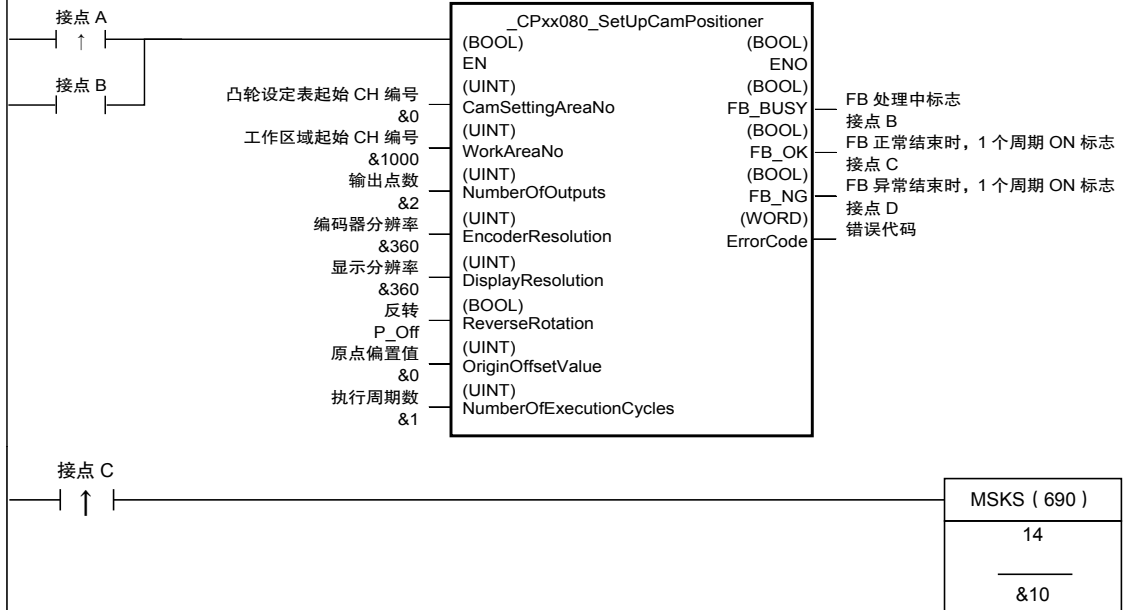 接点 A
↑
接点 B
_CPxx080_SetUpCamPositioner
(BOOL) (BOOL)
EN ENO
凸轮设定表起始 CH 编号 (UINT) (BOOL) FB 处理中标志
&0 CamSettingAreaNo FB_BUSY 接点 B
工作区域起始 CH 编号 (UINT) (BOOL) FB 正常结束时，1 个周期 ON 标志
&1000 WorkAreaNo FB_OK 接点 C
输出点数 (UINT) (BOOL) FB 异常结束时，1 个周期 ON 标志
&2 NumberOfOutputs FB_NG 接点 D
编码器分辨率 (UINT) (WORD) 错误代码
&360 EncoderResolution ErrorCode
显示分辨率 (UINT)
&360 DisplayResolution
反转 (BOOL)
P_Off ReverseRotation
原点偏置值 (UINT)
&0 OriginOffsetValue
执行周期数 (UINT)
&1 NumberOfExecutionCycles
接点 C
↑
MSKS（690）
14
&10